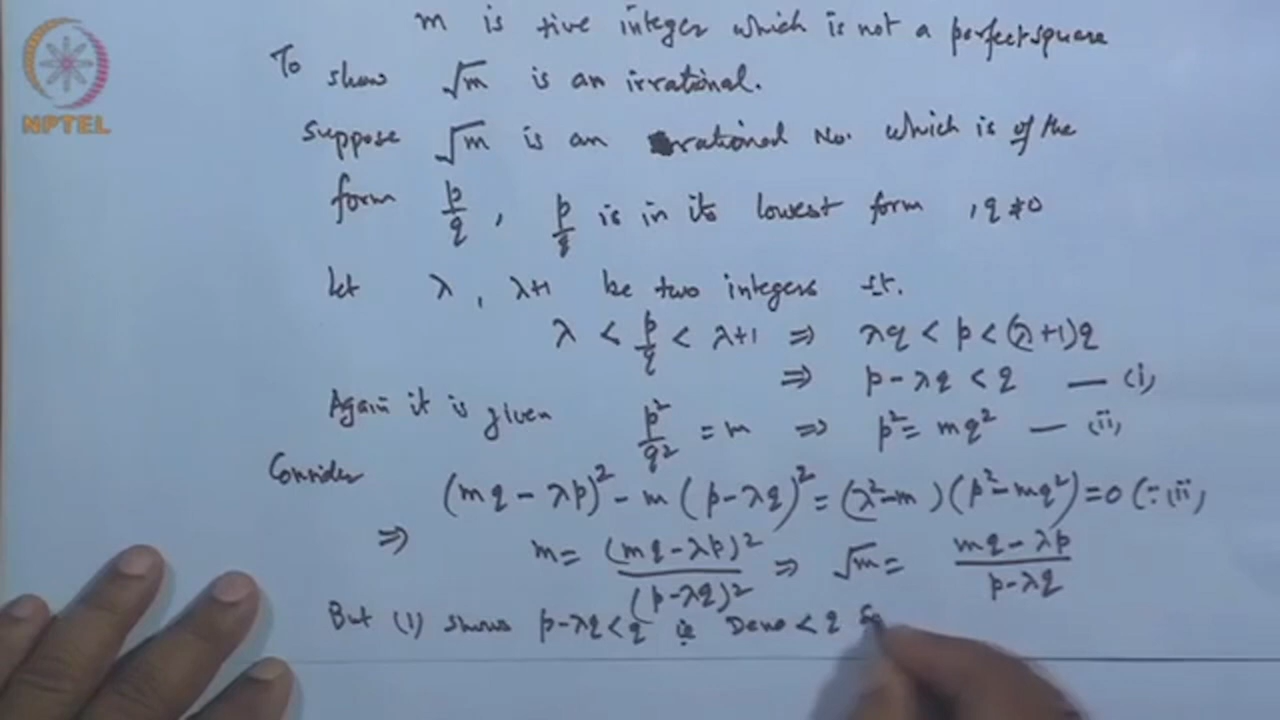 m is +ive integer which is not a perfect square
To show √m is an irrational.
Suppose √m is an rational No. which is of the
form p/q , p/q is in its lowest form , q ≠ 0
let λ , λ+1 be two integers st.
λ < p/q < λ+1 ⇒ λq < p < (λ+1)q
⇒ p-λq < q — (i)
Again it is given p²/q² = m ⇒ p² = mq² — (ii)
Consider (mq - λp)² - m (p-λq)² = (λ²-m)(p²-mq²) = 0 (∵ (ii)
⇒ m = (mq-λp)²/(p-λq)² ⇒ √m = (mq-λp)/(p-λq)
But (1) shows p-λq < q ie Deno < q
NPTEL